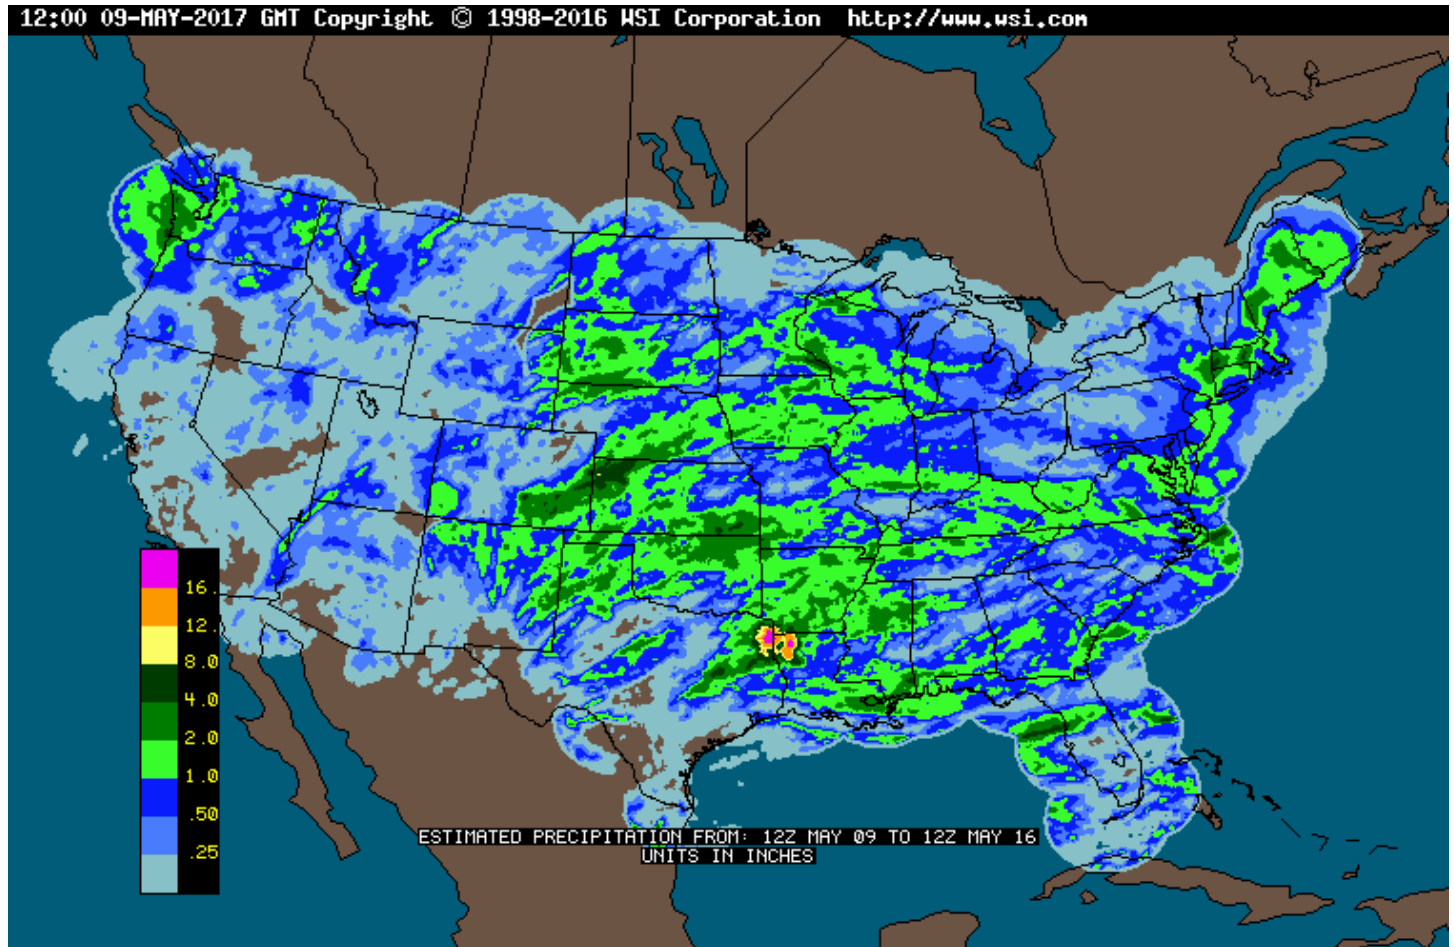 12:00 09-MAY-2017 GMT Copyright © 1998-2016 WSI Corporation http://www.wsi.com
16.
12.
8.0
4.0
2.0
1.0
.50
.25
ESTIMATED PRECIPITATION FROM: 12Z MAY 09 TO 12Z MAY 16
UNITS IN INCHES